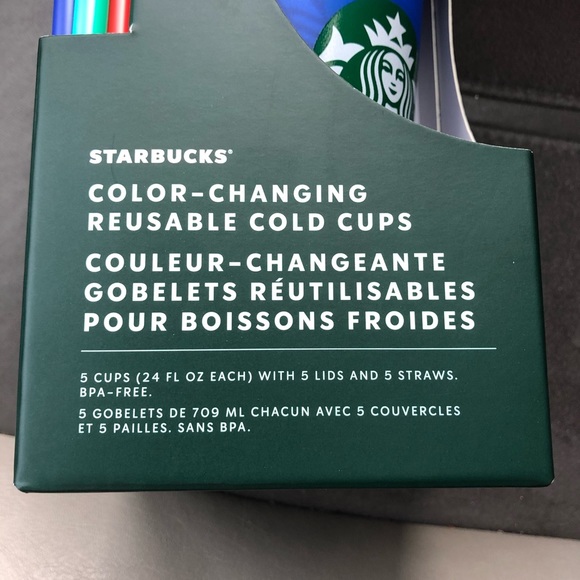 STARBUCKS®
COLOR-CHANGING
REUSABLE COLD CUPS
COULEUR-CHANGEANTE
GOBELETS RÉUTILISABLES
POUR BOISSONS FROIDES
5 CUPS (24 FL OZ EACH) WITH 5 LIDS AND 5 STRAWS.
BPA-FREE.
5 GOBELETS DE 709 ML CHACUN AVEC 5 COUVERCLES
ET 5 PAILLES. SANS BPA.